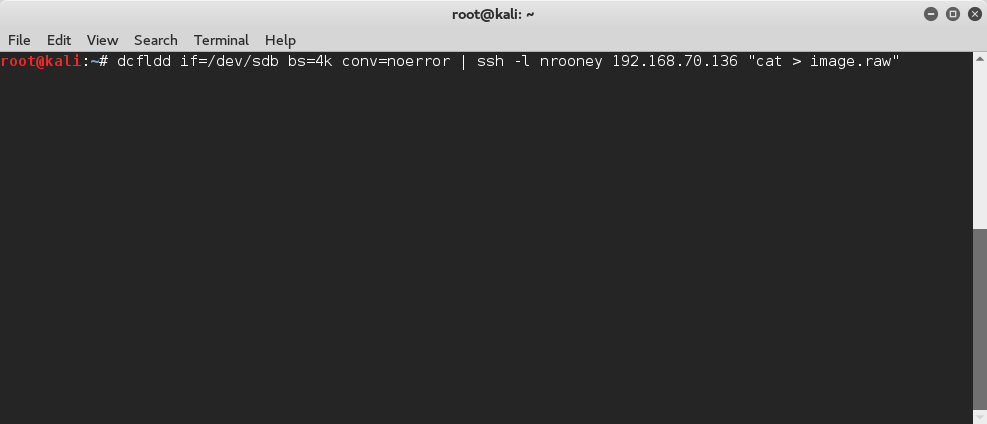 root@kali: ~
File Edit View Search Terminal Help
root@kali:~# dcfldd if=/dev/sdb bs=4k conv=noerror | ssh -l nrooney 192.168.70.136 "cat > image.raw"